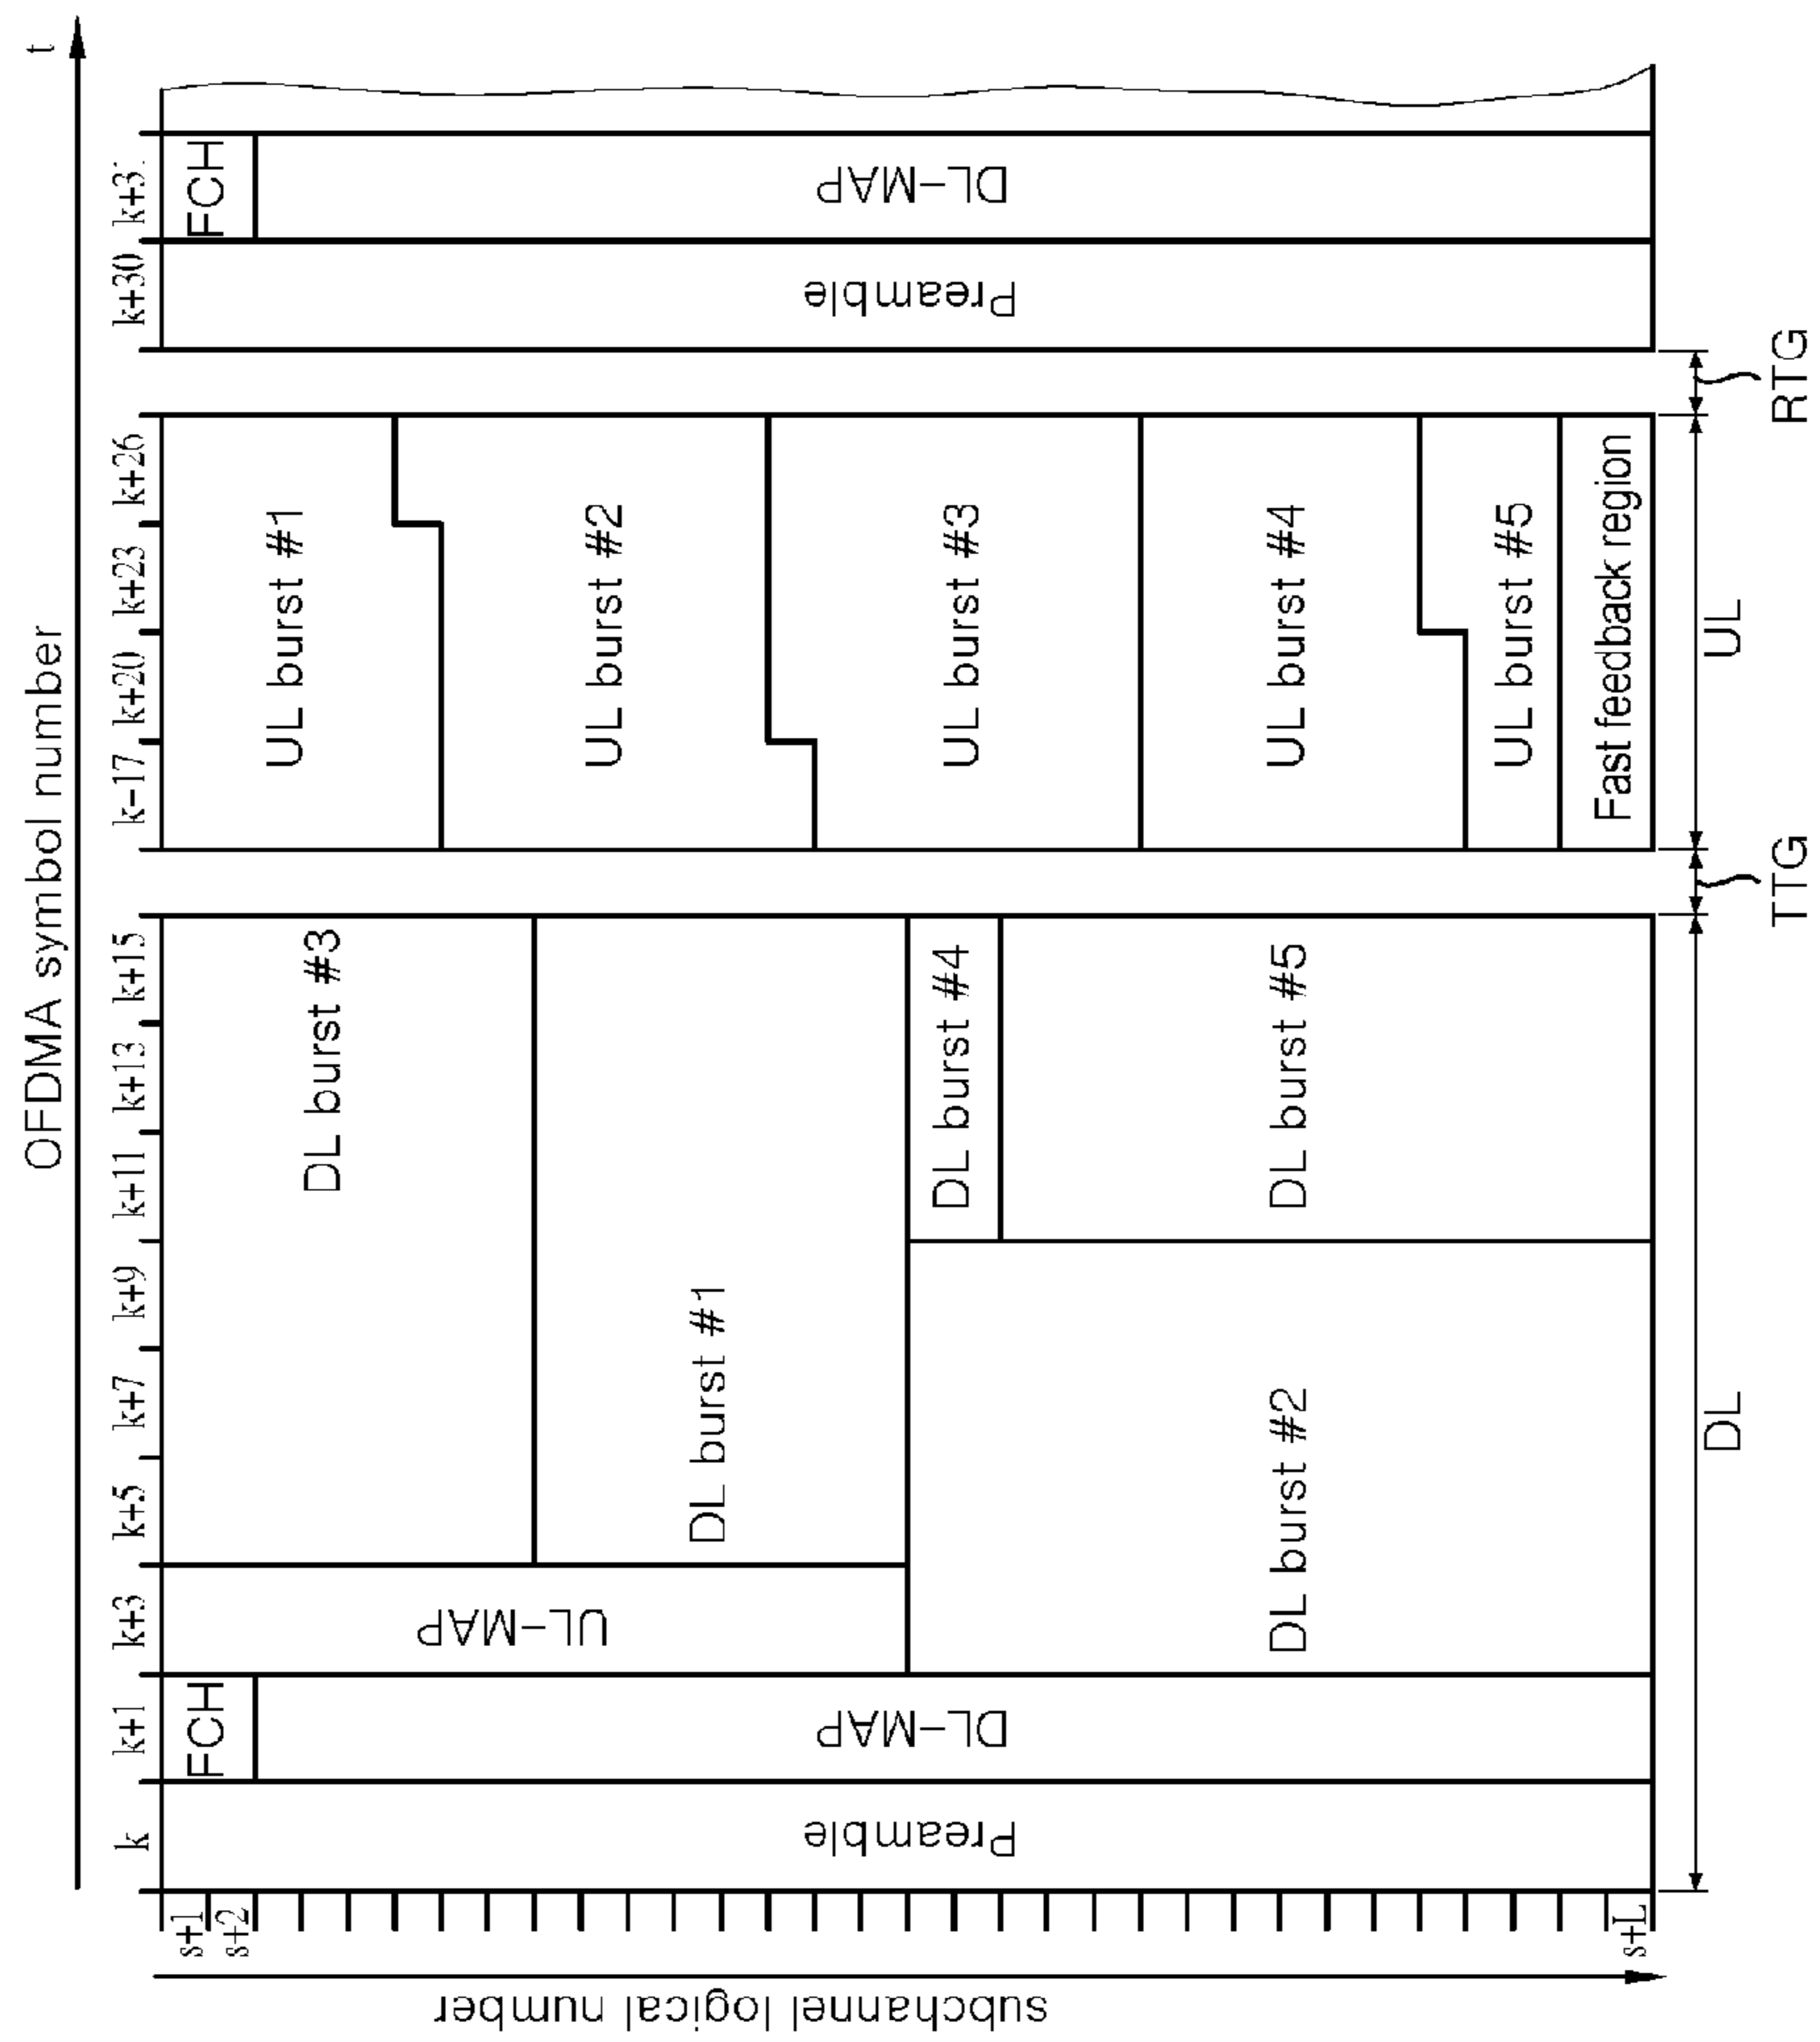 OFDMA symbol number
t
k
k+1
k+3
k+5
k+7
k+9
k+11
k+13
k+15
k-17
k+20
k+23
k+26
k+30
subchannel logical number
s+1
s+2
s+L
Preamble
FCH
DL-MAP
UL-MAP
DL burst #3
DL burst #1
DL burst #2
DL burst #4
DL burst #5
UL burst #1
UL burst #2
UL burst #3
UL burst #4
UL burst #5
Fast feedback region
Preamble
FCH
DL-MAP
DL
TTG
UL
RTG